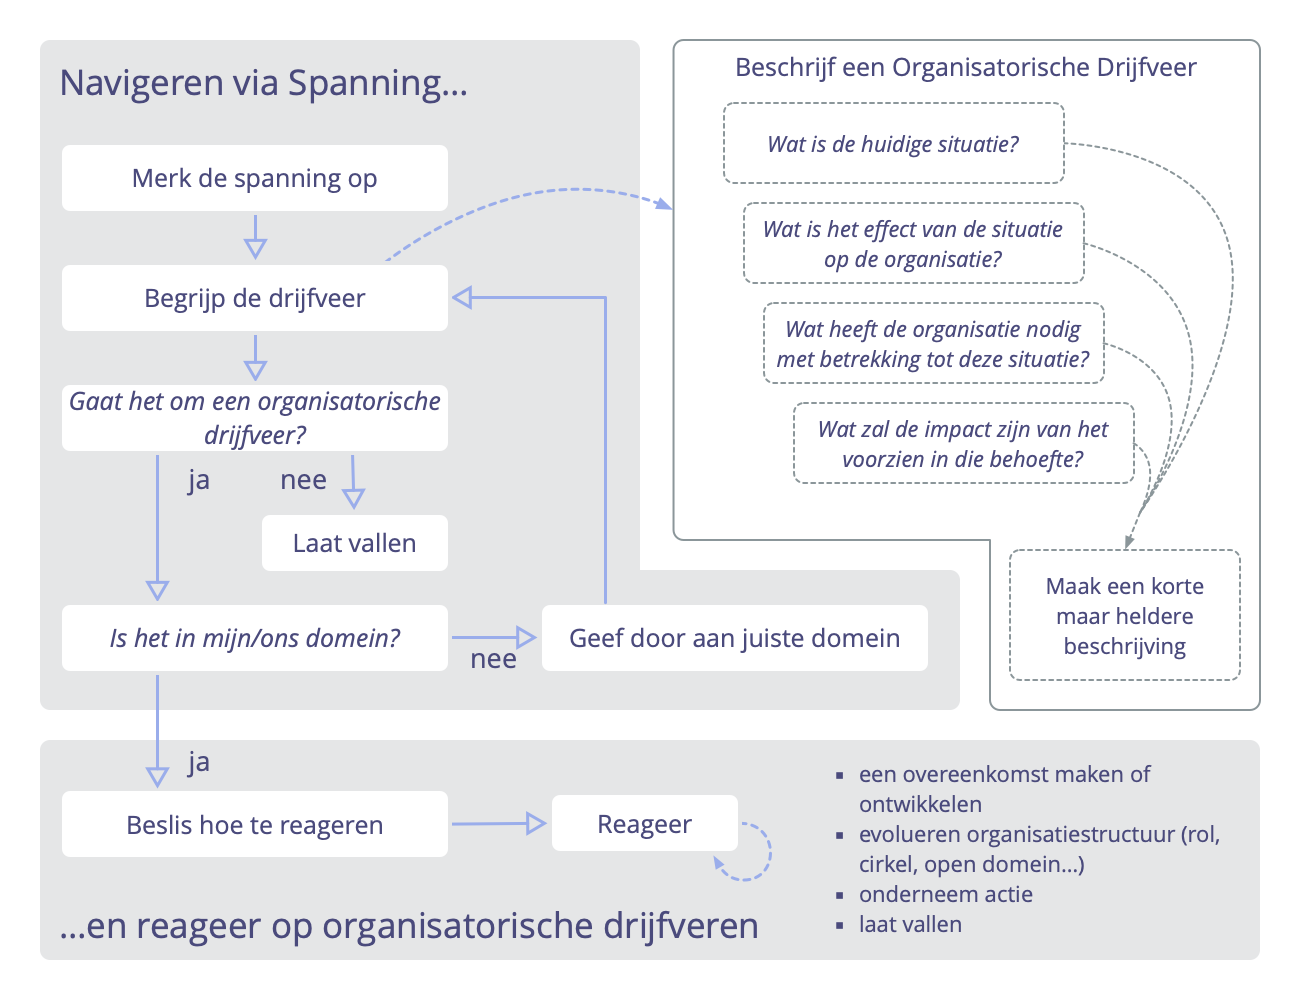 Navigeren via Spanning...
Merk de spanning op
Begrijp de drijfveer
Gaat het om een organisatorische
drijfveer?
ja
nee
Laat vallen
Is het in mijn/ons domein?
nee
Geef door aan juiste domein
Beschrijf een Organisatorische Drijfveer
Wat is de huidige situatie?
Wat is het effect van de situatie
op de organisatie?
Wat heeft de organisatie nodig
met betrekking tot deze situatie?
Wat zal de impact zijn van het
voorzien in die behoefte?
Maak een korte
maar heldere
beschrijving
ja
Beslis hoe te reageren
Reageer
...en reageer op organisatorische drijfveren
▪ een overeenkomst maken of
ontwikkelen
▪ evolueren organisatiestructuur (rol,
cirkel, open domein...)
▪ onderneem actie
▪ laat vallen